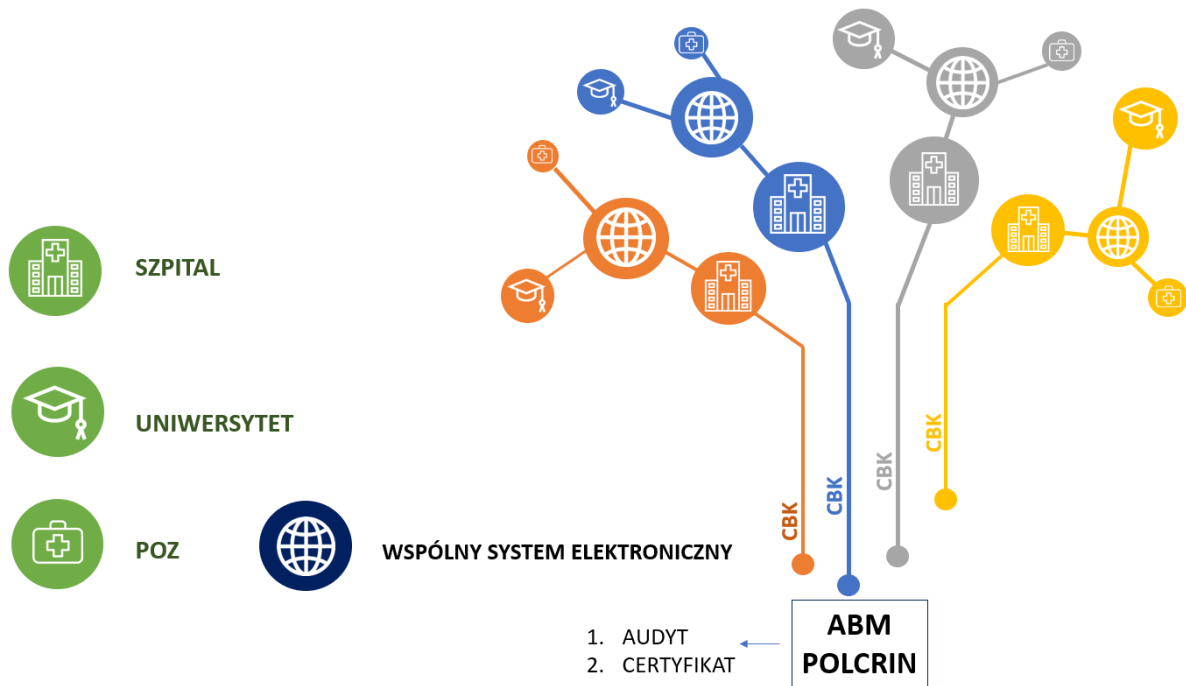 SZPITAL
UNIWERSYTET
POZ
WSPÓLNY SYSTEM ELEKTRONICZNY
CBK
CBK
CBK
CBK
1. AUDYT
2. CERTYFIKAT
ABM
POLCRIN